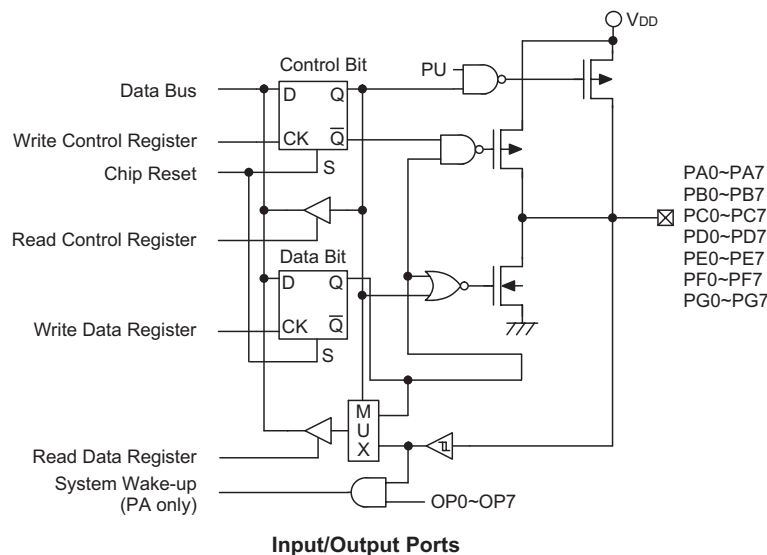 VDD
Control Bit
PU
Data Bus
D
Q
Write Control Register
CK
Q
Chip Reset
S
PA0~PA7
PB0~PB7
PC0~PC7
PD0~PD7
PE0~PE7
PF0~PF7
PG0~PG7
Read Control Register
Data Bit
D
Q
Write Data Register
CK
Q
S
M
U
X
Read Data Register
System Wake-up
(PA only)
OP0~OP7
Input/Output Ports